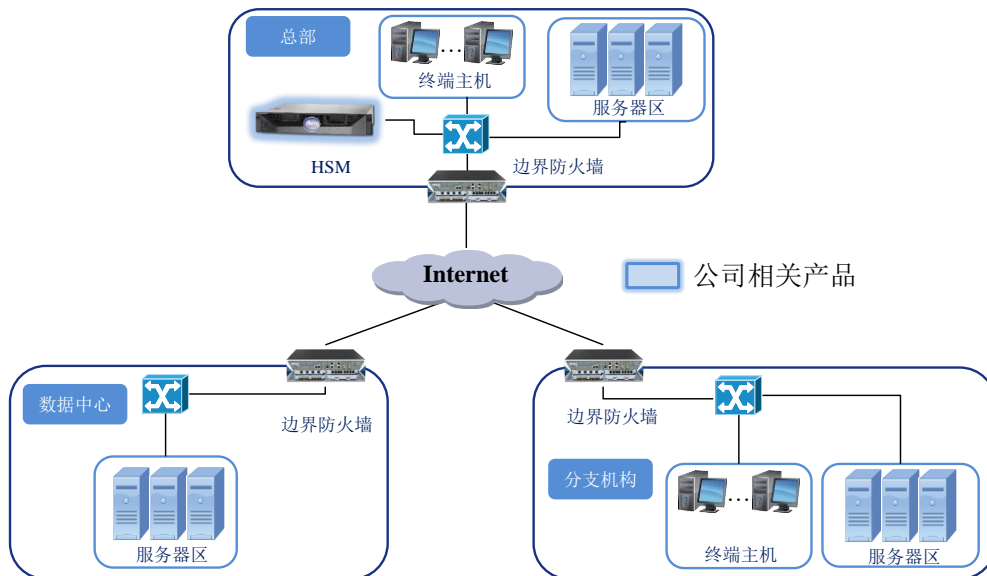 总部
终端主机
服务器区
HSM
边界防火墙
Internet
公司相关产品
数据中心
边界防火墙
服务器区
边界防火墙
分支机构
终端主机
服务器区